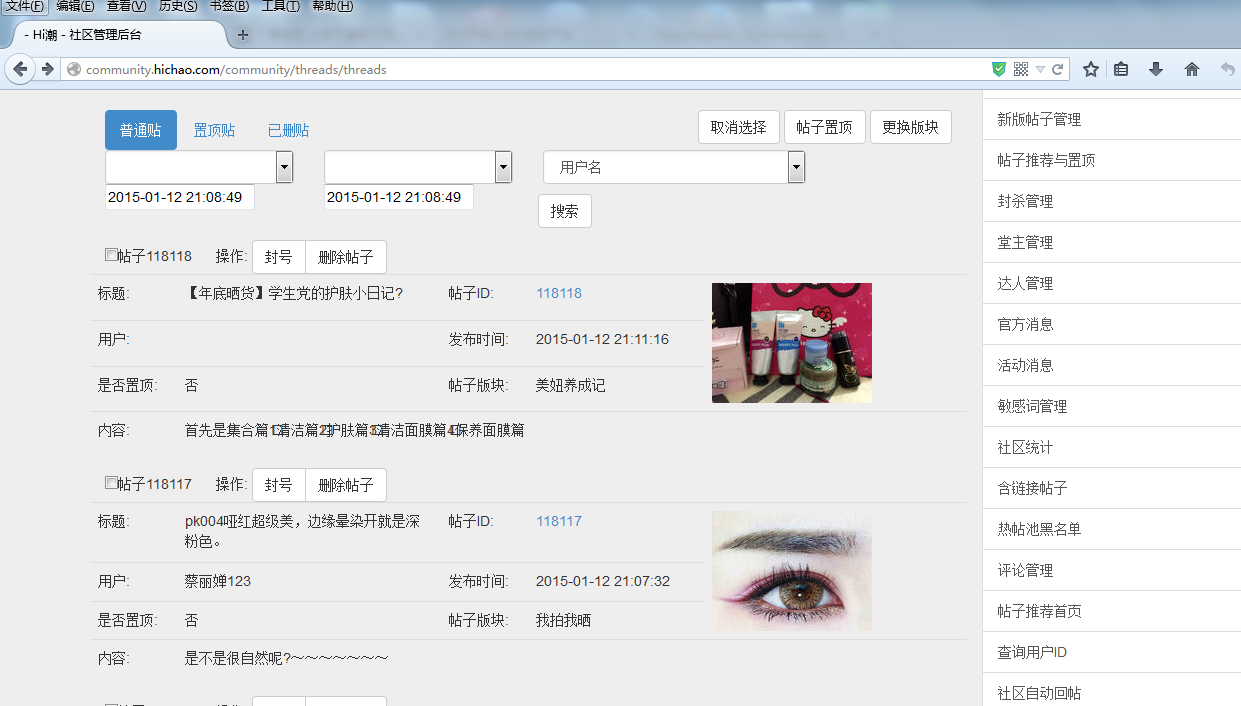 文件(F) 编辑(E) 查看(V) 历史(S) 书签(B) 工具(T) 帮助(H)
- Hi潮 - 社区管理后台
community.hichao.com/community/threads/threads
普通贴 置顶贴 已删贴 取消选择 帖子置顶 更换版块
用户名
2015-01-12 21:08:49 2015-01-12 21:08:49
搜索
帖子118118 操作: 封号 删除帖子
标题: 【年底晒货】学生党的护肤小日记? 帖子ID: 118118
用户: 发布时间: 2015-01-12 21:11:16
是否置顶: 否 帖子版块: 美妞养成记
内容: 首先是集合篇1清洁篇2护肤篇3清洁面膜篇4保养面膜篇
帖子118117 操作: 封号 删除帖子
标题: pk004哑红超级美，边缘晕染开就是深
粉色。
帖子ID: 118117
用户: 蔡丽婵123 发布时间: 2015-01-12 21:07:32
是否置顶: 否 帖子版块: 我拍我晒
内容: 是不是很自然呢?～～～～～～～
新版帖子管理
帖子推荐与置顶
封杀管理
堂主管理
达人管理
官方消息
活动消息
敏感词管理
社区统计
含链接帖子
热帖池黑名单
评论管理
帖子推荐首页
查询用户ID
社区自动回帖